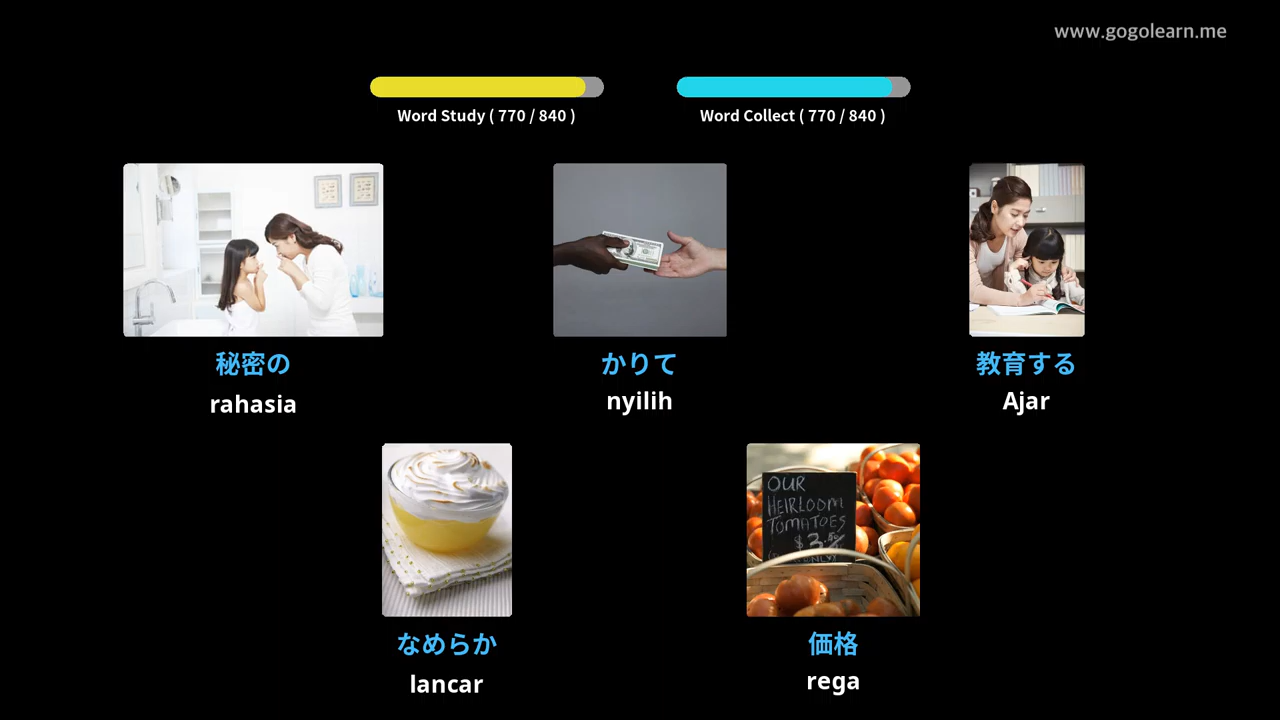 www.gogolearn.me
Word Study ( 770 / 840 )
Word Collect ( 770 / 840 )
秘密の
rahasia
かりて
nyilih
教育する
Ajar
OUR
HEIRLOOM
TOMATOES
なめらか
lancar
価格
rega